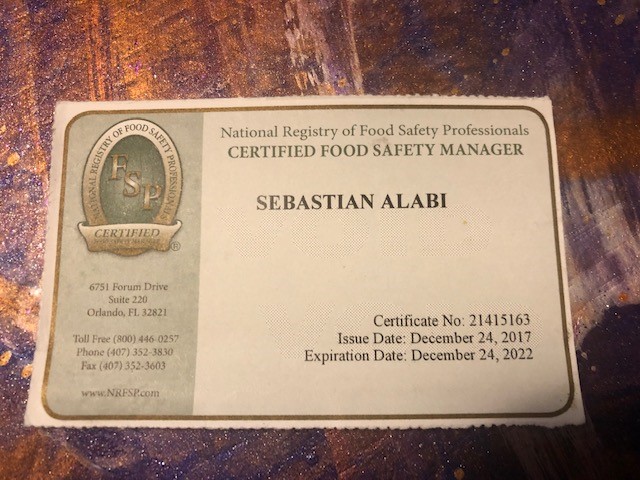 NATIONAL REGISTRY OF FOOD SAFETY PROFESSIONALS
FSP
CERTIFIED
®
6751 Forum Drive
Suite 220
Orlando, FL 32821
Toll Free (800) 446-0257
Phone (407) 352-3830
Fax (407) 352-3603
www.NRFSP.com
National Registry of Food Safety Professionals
CERTIFIED FOOD SAFETY MANAGER
SEBASTIAN ALABI
Certificate No: 21415163
Issue Date: December 24, 2017
Expiration Date: December 24, 2022